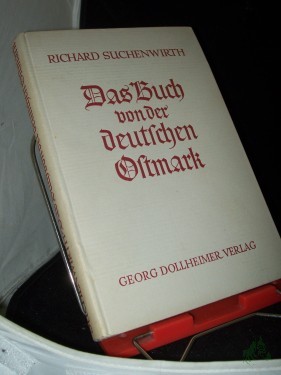 RICHARD SUCHENWIRTH
Das Buch
von der
deutschen
Ostmark
GEORG DOLLHEIMER, VERLAG